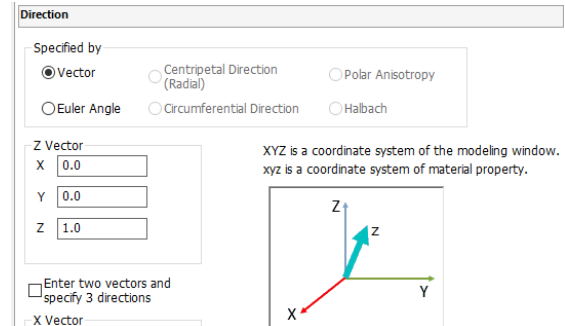 Direction
Specified by
Vector
Centripetal Direction
(Radial)
Polar Anisotropy
Euler Angle
Circumferential Direction
Halbach
Z Vector
X 0.0
Y 0.0
Z 1.0
XYZ is a coordinate system of the modeling window.
xyz is a coordinate system of material property.
Z
z
Y
X
Enter two vectors and
specify 3 directions
X Vector